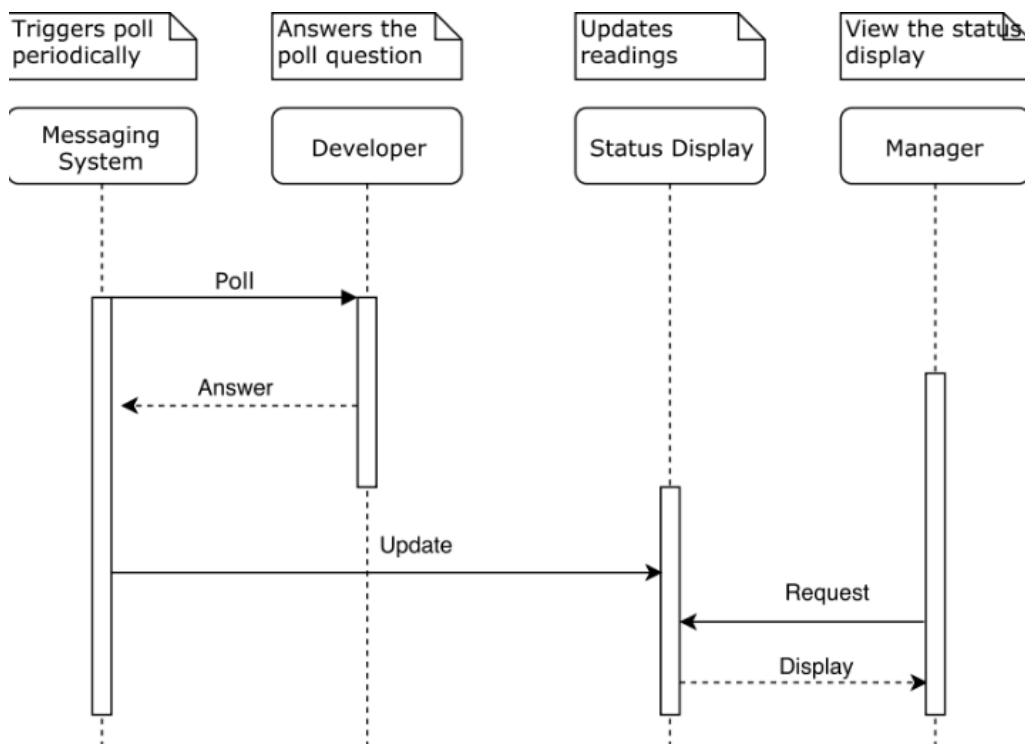 Triggers poll
periodically
Answers the
poll question
Updates
readings
View the status
display
Messaging
System
Developer
Status Display
Manager
Poll
Answer
Update
Request
Display